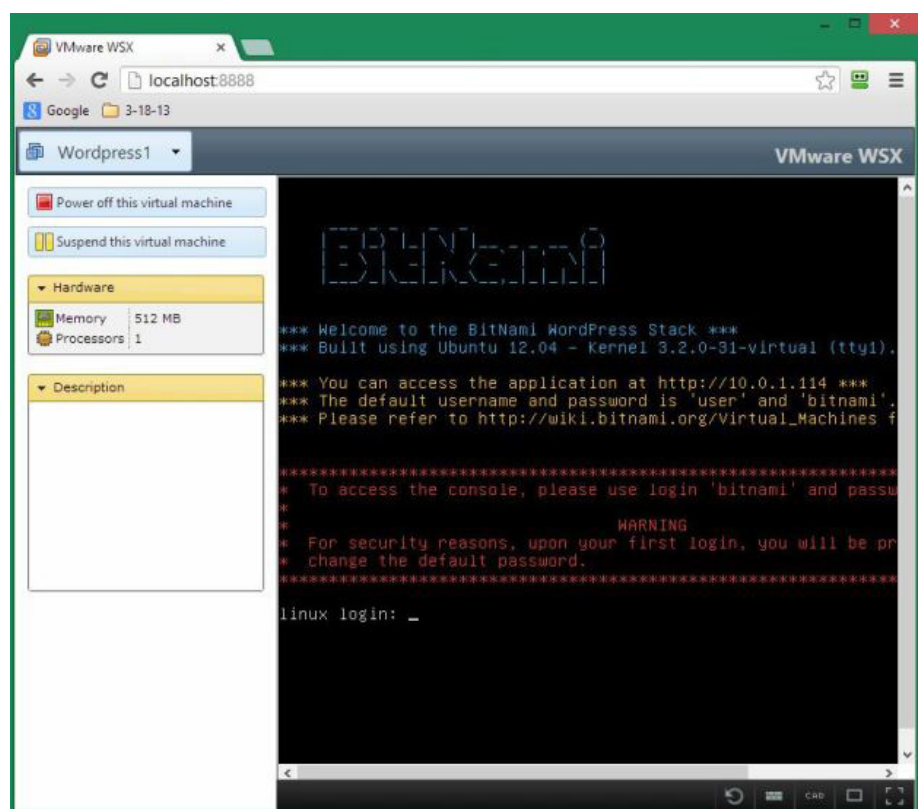 VMware WSX
localhost:8888
Google 3-18-13
Wordpress1
VMware WSX
Power off this virtual machine
Suspend this virtual machine
Hardware
Memory 512 MB
Processors 1
Description
BitNami
*** Welcome to the BitNami WordPress Stack ***
*** Built using Ubuntu 12.04 - Kernel 3.2.0-31-virtual (tty1).
*** You can access the application at http://10.0.1.114 ***
*** The default username and password is 'user' and 'bitnami'.
*** Please refer to http://wiki.bitnami.org/Virtual_Machines f
* To access the console, please use login 'bitnami' and passw
*
* WARNING
* For security reasons, upon your first login, you will be pr
* change the default password.
linux login: _
CAD